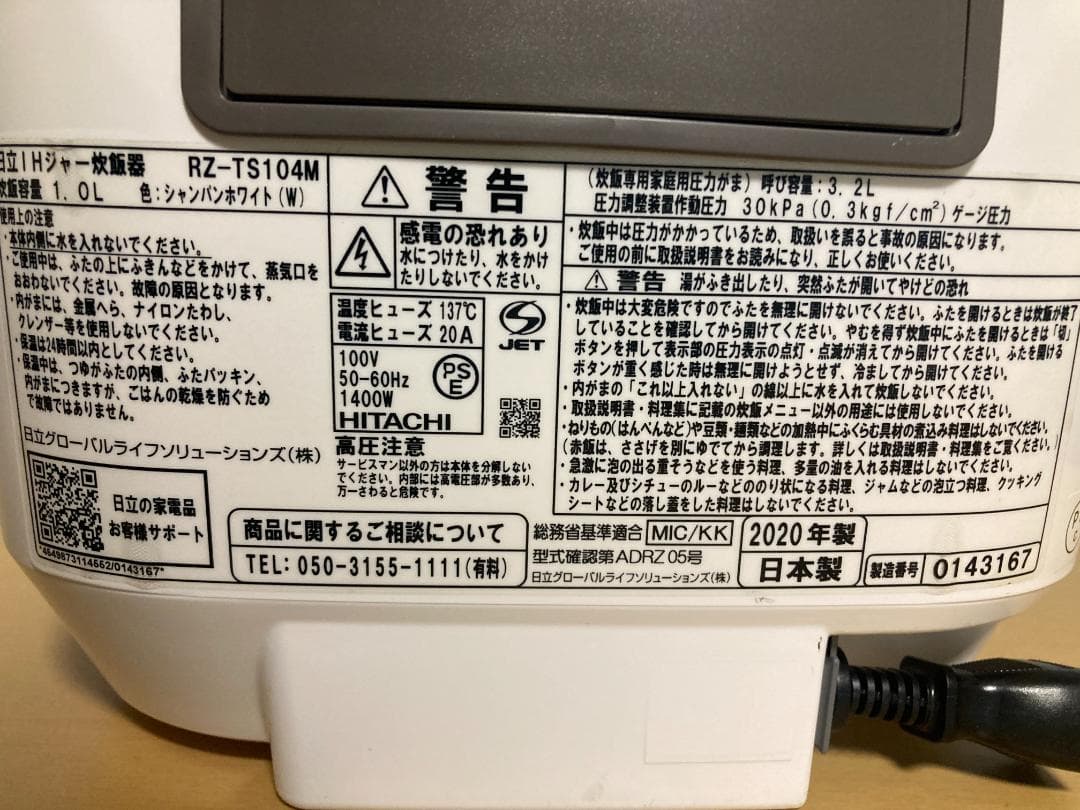 日立IHジャー炊飯器 RZ-TS104M
炊飯容量 1.0L 色:シャンパンホワイト(W)
使用上の注意
・本体内側に水を入れないでください。
・ご使用中は、ふたの上にふきんなどをかけて、蒸気口を
おおわないでください。故障の原因となります。
・内がまには、金属へら、ナイロンたわし、
クレンザー等を使用しないでください。
・保温は24時間以内としてください。
・保温中は、つゆがふたの内側、ふたパッキン、
内がまにつきますが、ごはんの乾燥を防ぐため
で故障ではありません。
日立グローバルライフソリューションズ(株)
日立の家電品
お客様サポート
*4549873114552/0143167*
警告
感電の恐れあり
水につけたり、水をかけ
たりしないでください。
温度ヒューズ 137℃
電流ヒューズ 20A
100V
50-60Hz
1400W
HITACHI
PSE
JET
高圧注意
サービスマン以外の方は本体を分解しない
でください。内部には高電圧部が多数あり、
万一さわると危険です。
商品に関するご相談について
TEL:050-3155-1111(有料)
(炊飯専用家庭用圧力がま) 呼び容量:3.2L
圧力調整装置作動圧力 30kPa(0.3kgf/cm²)ゲージ圧力
・炊飯中は圧力がかかっているため、取扱いを誤ると事故の原因になります。
ご使用の前に取扱説明書をお読みになり、正しくお使いください。
警告 湯がふき出したり、突然ふたが開いてやけどの恐れ
・炊飯中は大変危険ですのでふたを無理に開けないでください。ふたを開けるときは炊飯が終了
していることを確認してから開けてください。やむを得ず炊飯中にふたを開けるときは「切」
ボタンを押して表示部の圧力表示の点灯・点滅が消えてから開けてください。ふたを開ける
ボタンが重く感じた時は無理に開けようとせず、冷ましてから開けてください。
・内がまの「これ以上入れない」の線以上に水を入れて炊飯しないでください。
・取扱説明書・料理集に記載の炊飯メニュー以外の用途には使用しないでください。
・ねりもの(はんぺんなど)や豆類・麺類などの加熱中にふくらむ具材の煮込み料理はしないでください。
(赤飯は、ささげを別にゆでてから調理します。詳しくは取扱説明書・料理集をご覧ください。)
・急激に泡の出る重そうなどを使う料理、多量の油を入れる料理はしないでください。
・カレー及びシチューのルーなどののり状になる料理、ジャムなどの泡立つ料理、クッキング
シートなどの落し蓋をした料理はしないでください。
総務省基準適合 MIC/KK
型式確認第ADRZ05号
日立グローバルライフソリューションズ(株)
2020年製
日本製
製造番号 0143167